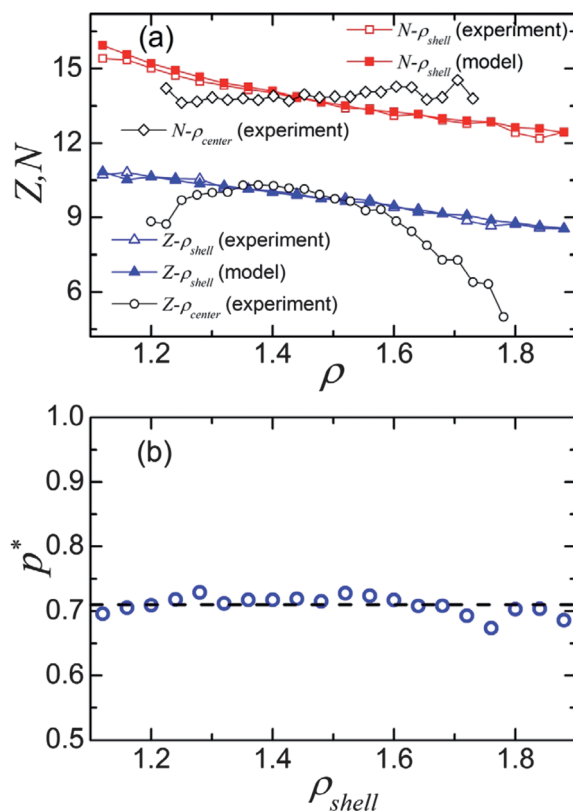 (a)
N-ρshell (experiment)
N-ρshell (model)
N-ρcenter (experiment)
Z-ρshell (experiment)
Z-ρshell (model)
Z-ρcenter (experiment)
Z,N
15
12
9
6
1.2 1.4 1.6 1.8
ρ
(b)
p*
1.0
0.9
0.8
0.7
0.6
0.5
1.2 1.4 1.6 1.8
ρshell